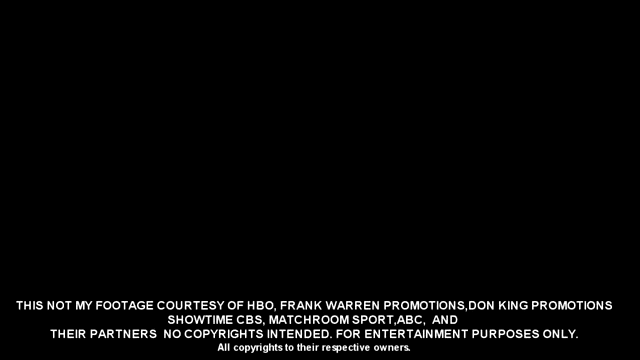 THIS NOT MY FOOTAGE COURTESY OF HBO, FRANK WARREN PROMOTIONS,DON KING PROMOTIONS
SHOWTIME CBS, MATCHROOM SPORT,ABC,  AND
THEIR PARTNERS  NO COPYRIGHTS INTENDED. FOR ENTERTAINMENT PURPOSES ONLY.
All copyrights to their respective owners.